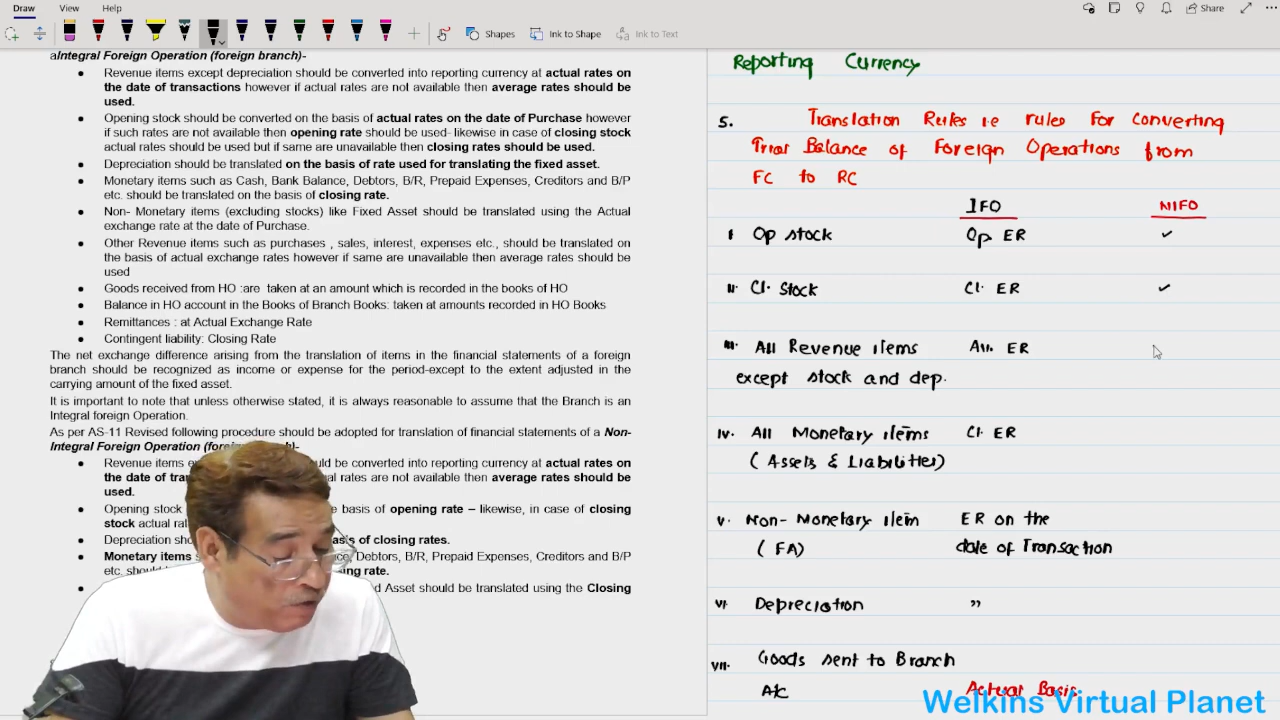 Draw View Help
Share
Shapes Ink to Shape Ink to Text
aIntegral Foreign Operation (foreign branch)-
• Revenue items except depreciation should be converted into reporting currency at actual rates on
the date of transactions however if actual rates are not available then average rates should be
used.
• Opening stock should be converted on the basis of actual rates on the date of Purchase however
if such rates are not available then opening rate should be used- likewise in case of closing stock
actual rates should be used but if same are unavailable then closing rates should be used.
• Depreciation should be translated on the basis of rate used for translating the fixed asset.
• Monetary items such as Cash, Bank Balance, Debtors, B/R, Prepaid Expenses, Creditors and B/P
etc. should be translated on the basis of closing rate.
• Non- Monetary items (excluding stocks) like Fixed Asset should be translated using the Actual
exchange rate at the date of Purchase.
• Other Revenue items such as purchases , sales, interest, expenses etc., should be translated on
the basis of actual exchange rates however if same are unavailable then average rates should be
used
• Goods received from HO :are taken at an amount which is recorded in the books of HO
• Balance in HO account in the Books of Branch Books: taken at amounts recorded in HO Books
• Remittances : at Actual Exchange Rate
• Contingent liability: Closing Rate
The net exchange difference arising from the translation of items in the financial statements of a foreign
branch should be recognized as income or expense for the period-except to the extent adjusted in the
carrying amount of the fixed asset.
It is important to note that unless otherwise stated, it is always reasonable to assume that the Branch is an
Integral foreign Operation.
As per AS-11 Revised following procedure should be adopted for translation of financial statements of a Non-
Integral Foreign Operation
• Revenue items should be converted into reporting currency at actual rates on
the date of rates are not available then average rates should be
used.
• Opening stock basis of opening rate – likewise, in case of closing
stock actual of closing rates.
• Depreciation
• Monetary items Debtors, B/R, Prepaid Expenses, Creditors and B/P
etc. rate.
• Asset should be translated using the Closing
Reporting Currency
5. Translation Rules i.e rules For Converting
Trial Balance of Foreign Operations from
FC to RC
IFO NIFO
i Op stock Op ER ✓
ii. Cl. Stock Cl. ER ✓
iii. All Revenue items Av. ER
except stock and dep.
iv. All Monetary items Cl. ER
(Assets & Liabilities)
v. Non- Monetary item ER on the
(FA) date of Transaction
vi Depreciation "
vii. Goods sent to Branch
A/C Actual Basis
Welkins Virtual Planet